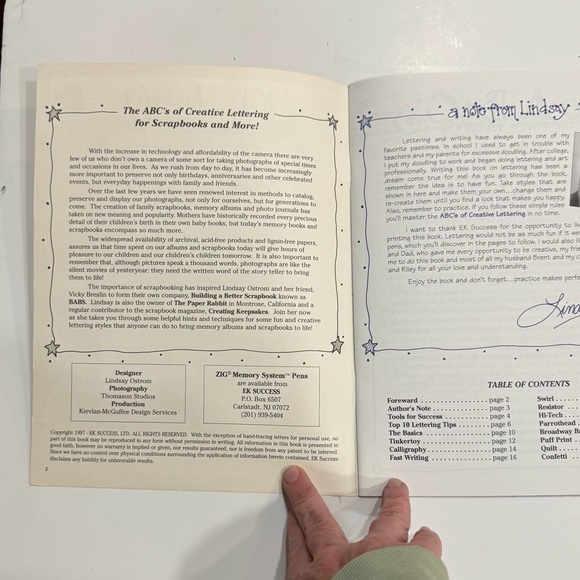 The ABC's of Creative Lettering
for Scrapbooks and More!
With the increase in technology and affordability of the camera there are very
few of us who don't own a camera of some sort for taking photographs of special times
and occasions in our lives. As we rush from day to day, it has become increasingly
more important to preserve not only birthdays, anniversaries and other celebrated
events, but everyday happenings with family and friends.
Over the last few years we have seen renewed interest in methods to catalog,
preserve and display our photographs, not only for ourselves, but for generations to
come. The creation of family scrapbooks, memory albums and photo journals has
taken on new meaning and popularity. Mothers have historically recorded every precious
detail of their children's birth in their own baby books, but today's memory books and
scrapbooks encompass so much more.
The widespread availability of archival, acid-free products and lignin-free papers,
assures us that time spent on our albums and scrapbooks today will give hours of
pleasure to our children and our children's children tomorrow. It is also important to
remember that, although pictures speak a thousand words, photographs are like the
silent movies of yesteryear; they need the written word of the story teller to bring
them to life!
The importance of scrapbooking has inspired Lindsay Ostrom and her friend,
Vicky Breslin to form their own company, Building a Better Scrapbook known as
BABS. Lindsay is also the owner of The Paper Rabbit in Montrose, California and a
regular contributor to the scrapbook magazine, Creating Keepsakes. Join her now
as she takes you through some helpful hints and techniques for some fun and creative
lettering styles that anyone can do to bring memory albums and scrapbooks to life!
Designer
Lindsay Ostrom
Photography
Thomason Studios
Production
Kievlan-McGuffee Design Services
ZIG® Memory System™ Pens
are available from
EK SUCCESS
P.O. Box 6507
Carlstadt, NJ 07072
(201) 939-5404
Copyright 1997 - EK SUCCESS, LTD. ALL RIGHTS RESERVED. With the exception of hand-tracing letters for personal use, no
part of this book may be reproduced in any form without permission in writing. All information in this book is presented in
good faith, however no warranty is implied or given, nor results guaranteed, nor is freedom from any patent to be inferred.
Since we have no control over physical conditions surrounding the application of information herein contained, EK Success
disclaims any liability for unfavorable results.
2
a note from Lindsay
Lettering and writing have always been one of my
favorite pastimes. In school I used to get in trouble with
teachers and my parents for excessive doodling. After college,
I put my doodling to work and began doing lettering and art
professionally. Writing this book on lettering has been a
dream come true for me! As you go through the book,
remember the idea is to have fun. Take styles that are
shown in here and make them your own....change them and
re-create them until you find a look that makes you happy.
Also, remember to practice. If you follow these simple rules
you'll master the ABC's of Creative Lettering in no time.
I want to thank EK Success for the opportunity to
printing this book. Lettering would not be as much fun if it
pens, which you'll discover in the pages to follow. I would also
and Dad, who gave me every opportunity to be creative, my
me to do this book and most of all my husband Brent and my
and Riley for all your love and understanding.
Enjoy the book and don't forget...practice makes
TABLE OF CONTENTS
Foreward . . . . . . . . . . . . . . page 2
Author's Note . . . . . . . . . . . page 3
Tools for Success . . . . . . . . page 4
Top 10 Lettering Tips . . . . . page 6
The Basics . . . . . . . . . . . . page 10
Tinkertoy . . . . . . . . . . . . . page 12
Calligraphy . . . . . . . . . . . page 14
Fast Writing . . . . . . . . . . page 16
Swirl . . . . .
Resistor . . .
Hi-Tech . . . .
Parrothead .
Broadway
Puff Print . .
Quilt . . . . .
Confetti . .